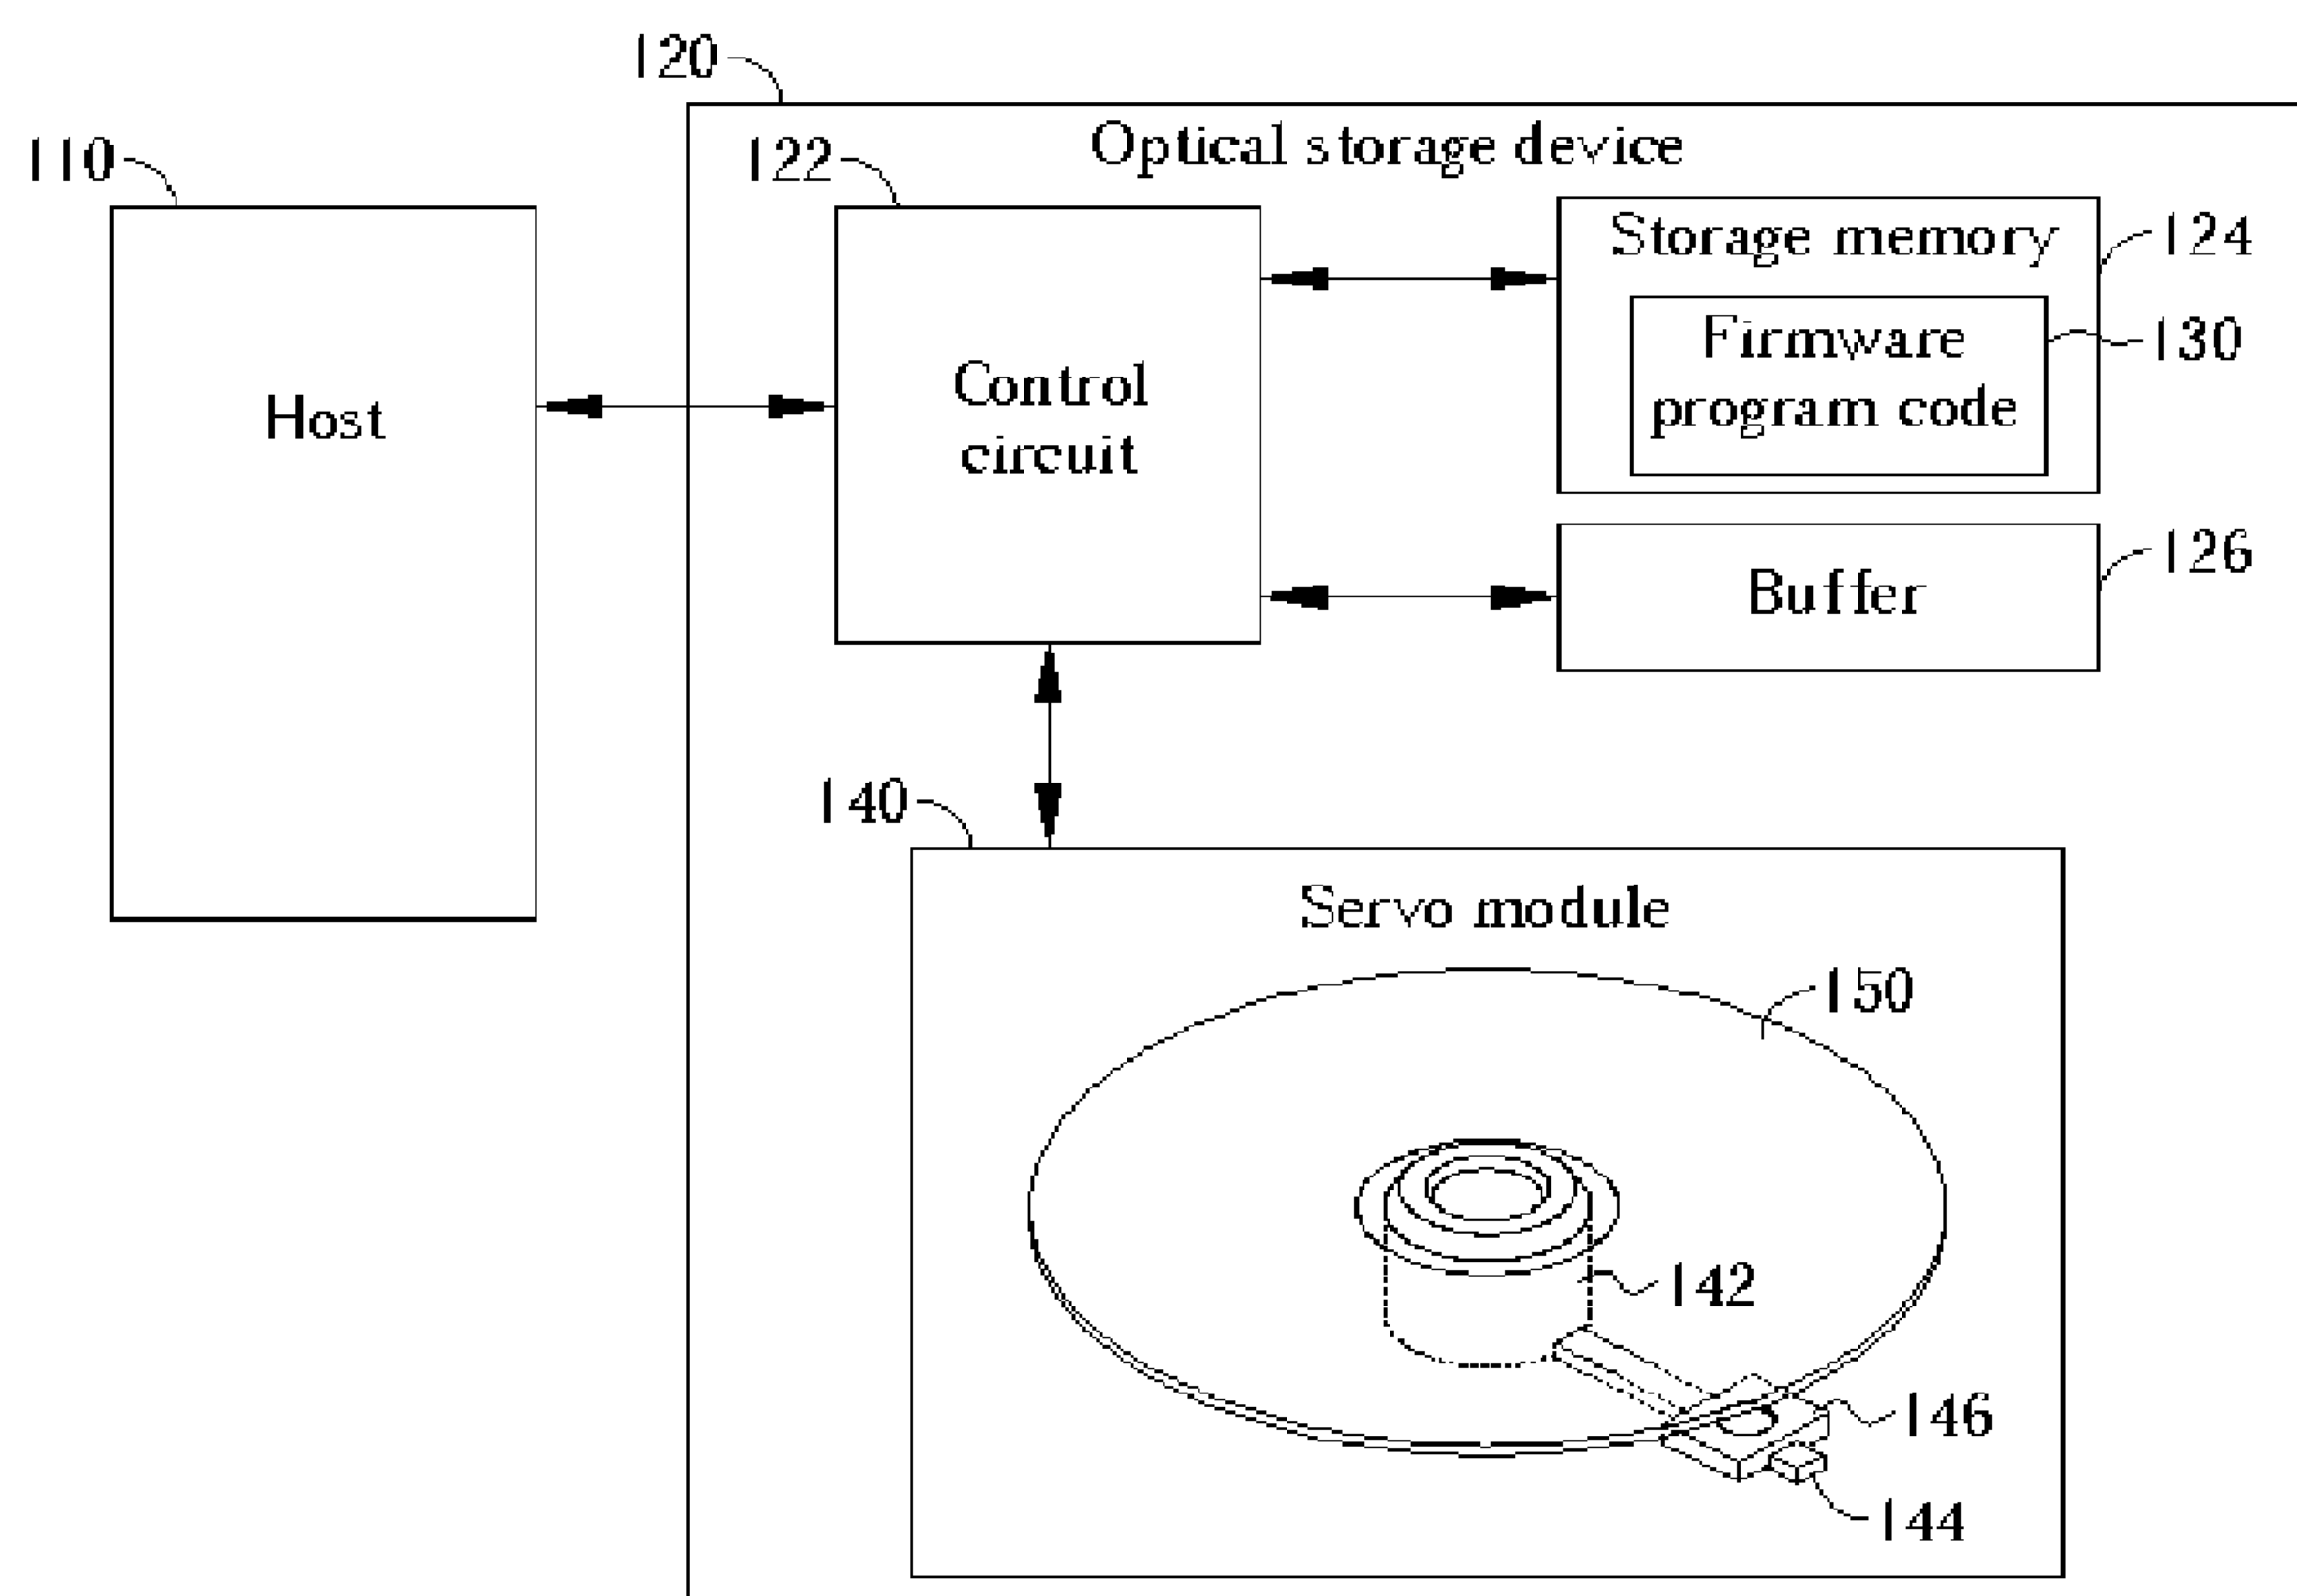 120
Optical storage device
110
122
Storage memory
124
Firmware
program code
130
Host
Control
circuit
Buffer
126
140
Servo module
150
142
146
144